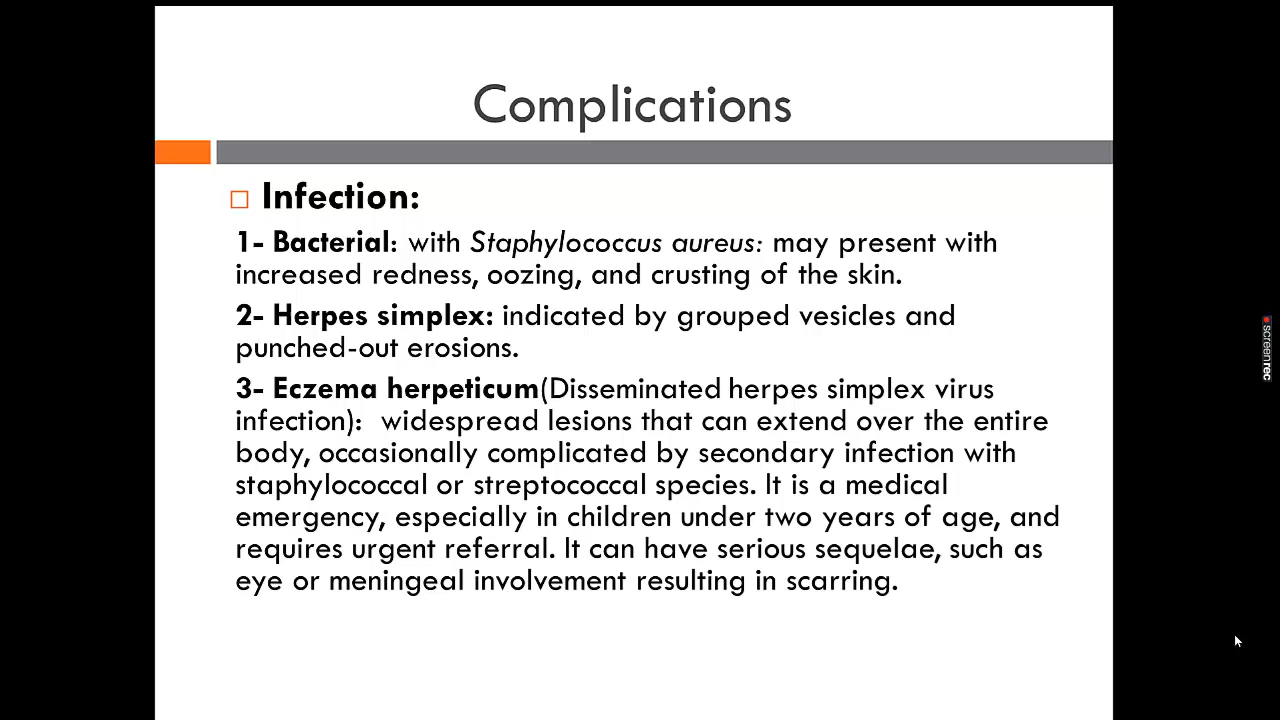 Complications
Infection:
1- Bacterial: with Staphylococcus aureus: may present with
increased redness, oozing, and crusting of the skin.
2- Herpes simplex: indicated by grouped vesicles and
punched-out erosions.
3- Eczema herpeticum(Disseminated herpes simplex virus
infection):  widespread lesions that can extend over the entire
body, occasionally complicated by secondary infection with
staphylococcal or streptococcal species. It is a medical
emergency, especially in children under two years of age, and
requires urgent referral. It can have serious sequelae, such as
eye or meningeal involvement resulting in scarring.
screenrec